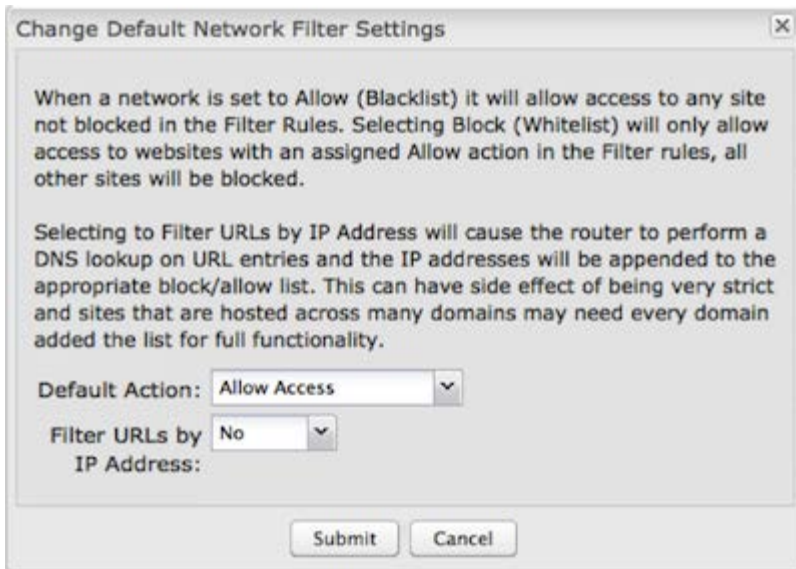 Change Default Network Filter Settings
When a network is set to Allow (Blacklist) it will allow access to any site
not blocked in the Filter Rules. Selecting Block (Whitelist) will only allow
access to websites with an assigned Allow action in the Filter rules, all
other sites will be blocked.
Selecting to Filter URLs by IP Address will cause the router to perform a
DNS lookup on URL entries and the IP addresses will be appended to the
appropriate block/allow list. This can have side effect of being very strict
and sites that are hosted across many domains may need every domain
added the list for full functionality.
Default Action: Allow Access
Filter URLs by No
IP Address:
Submit Cancel